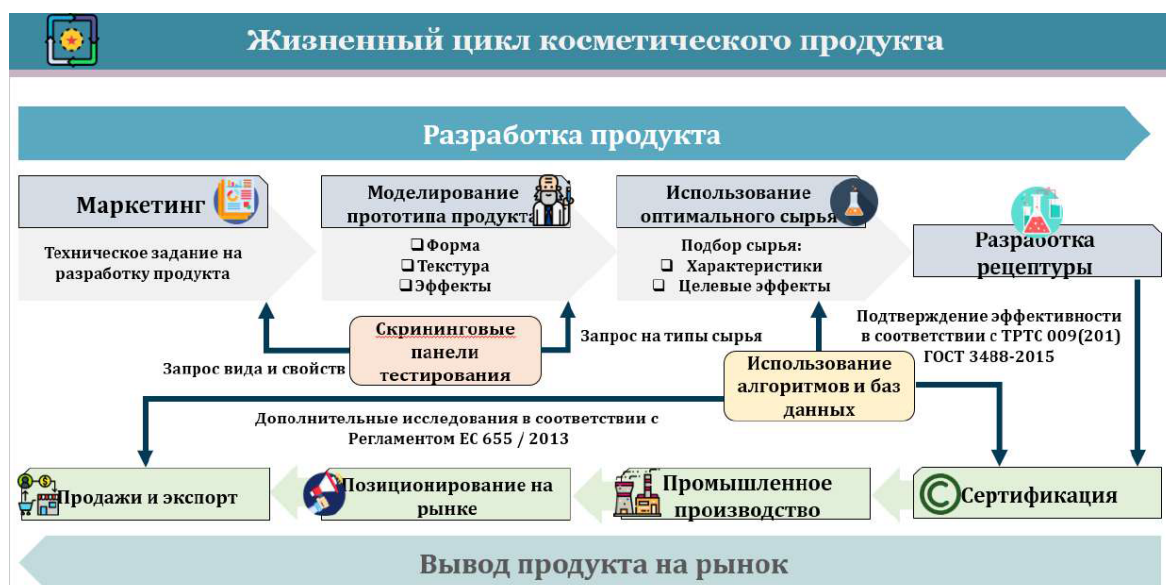 Жизненный цикл косметического продукта
Разработка продукта
Маркетинг
Техническое задание на
разработку продукта
Моделирование
прототипа продукта
Форма
Текстура
Эффекты
Использование
оптимального сырья
Подбор сырья:
Характеристики
Целевые эффекты
Разработка
рецептуры
Скрининговые
панели
тестирования
Запрос вида и свойств
Запрос на типы сырья
Использование
алгоритмов и баз
данных
Подтверждение эффективности
в соответствии с ТРТС 009(201)
ГОСТ 3488-2015
Дополнительные исследования в соответствии с
Регламентом ЕС 655 / 2013
Продажи и экспорт
Позиционирование на
рынке
Промышленное
производство
Сертификация
Вывод продукта на рынок